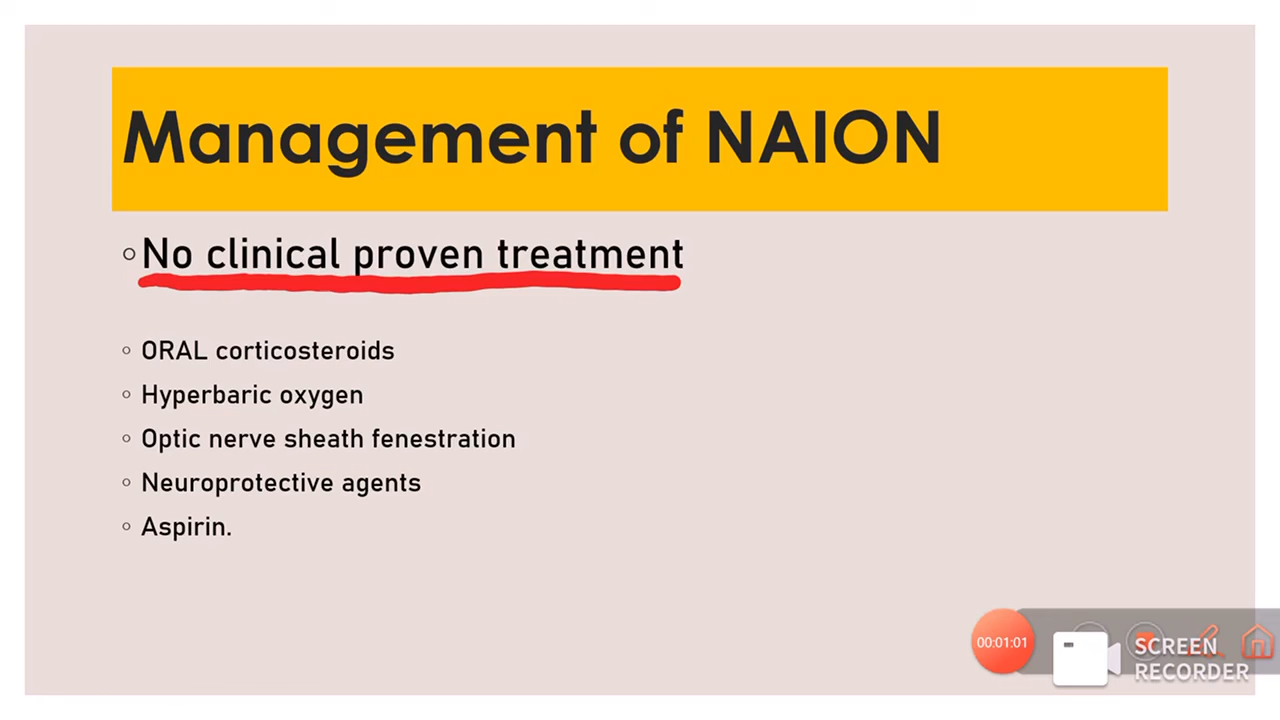 Management of NAION
No clinical proven treatment
ORAL corticosteroids
Hyperbaric oxygen
Optic nerve sheath fenestration
Neuroprotective agents
Aspirin.
00:01:01
SCREEN
RECORDER